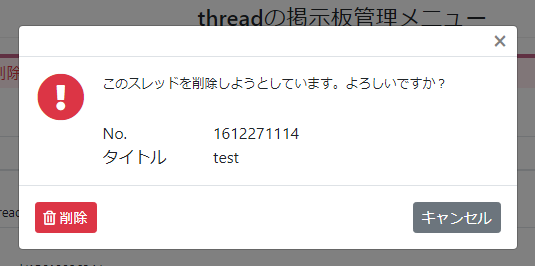 threadの掲示板管理メニュー
×
削除
このスレッドを削除しようとしています。よろしいですか?
No. 1612271114
タイトル test
削除 キャンセル